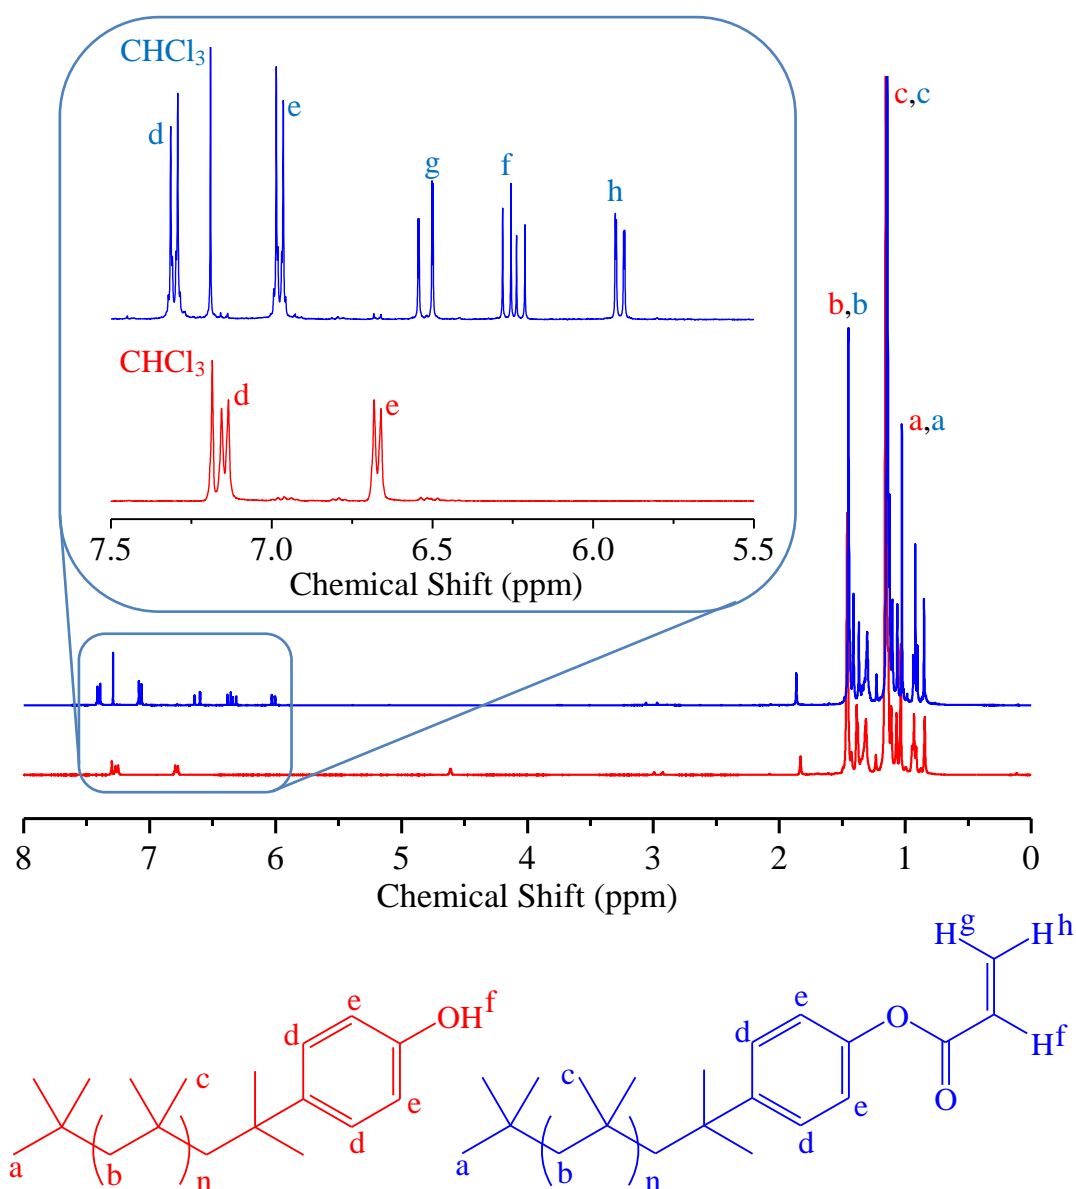 CHCl3
d
e
g
f
h
CHCl3
d
e
7.5 7.0 6.5 6.0 5.5
Chemical Shift (ppm)
c,c
b,b
a,a
8 7 6 5 4 3 2 1 0
Chemical Shift (ppm)
Hg Hh
e OHf e O
d d Hf
c e c e O
d d
a b n a b n